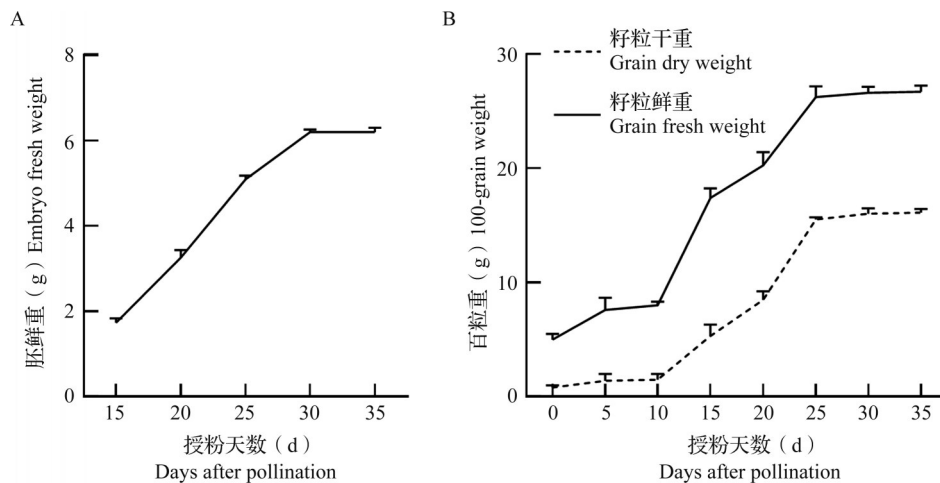 A
8
6
4
2
0
15 20 25 30 35
胚鲜重（g）Embryo fresh weight
授粉天数（d）
Days after pollination
B
籽粒干重
Grain dry weight
籽粒鲜重
Grain fresh weight
30
20
10
0
0 5 10 15 20 25 30 35
百粒重（g）100-grain weight
授粉天数（d）
Days after pollination